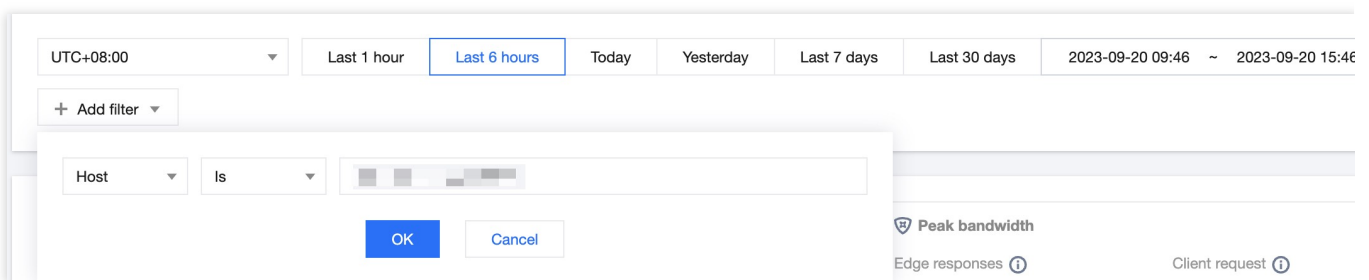 UTC+08:00 Last 1 hour Last 6 hours Today Yesterday Last 7 days Last 30 days 2023-09-20 09:46 ~ 2023-09-20 15:46
+ Add filter
Host Is
OK Cancel
Peak bandwidth
Edge responses Client request